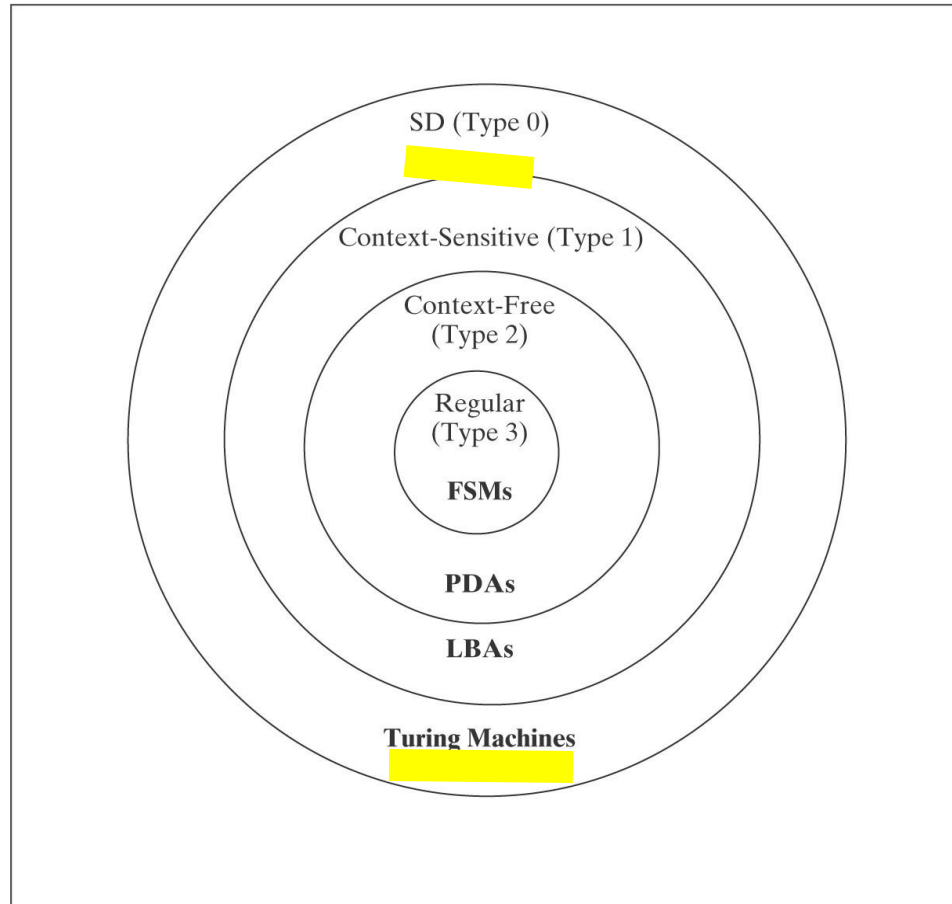 SD (Type 0)
Context-Sensitive (Type 1)
Context-Free
(Type 2)
Regular
(Type 3)
FSMs
PDAs
LBAs
Turing Machines